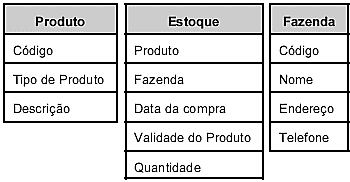 Produto
Código
Tipo de Produto
Descrição
Estoque
Produto
Fazenda
Data da compra
Validade do Produto
Quantidade
Fazenda
Código
Nome
Endereço
Telefone